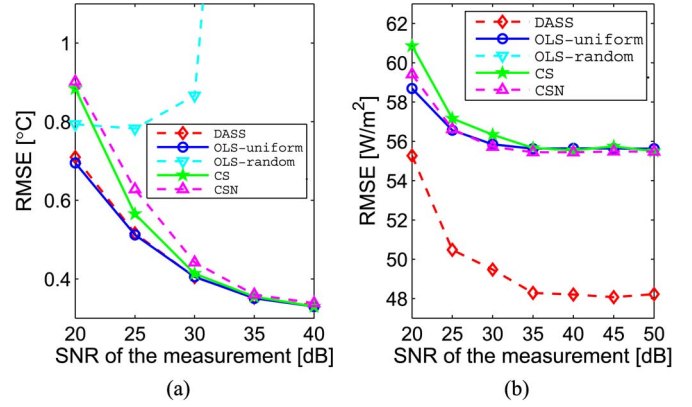 1
0.8
0.6
0.4
20 25 30 35 40
RMSE [°C]
SNR of the measurement [dB]
DASS
OLS-uniform
OLS-random
CS
CSN
(a)
62
60
58
56
54
52
50
48
20 25 30 35 40 45 50
RMSE [W/m²]
SNR of the measurement [dB]
DASS
OLS-uniform
OLS-random
CS
CSN
(b)